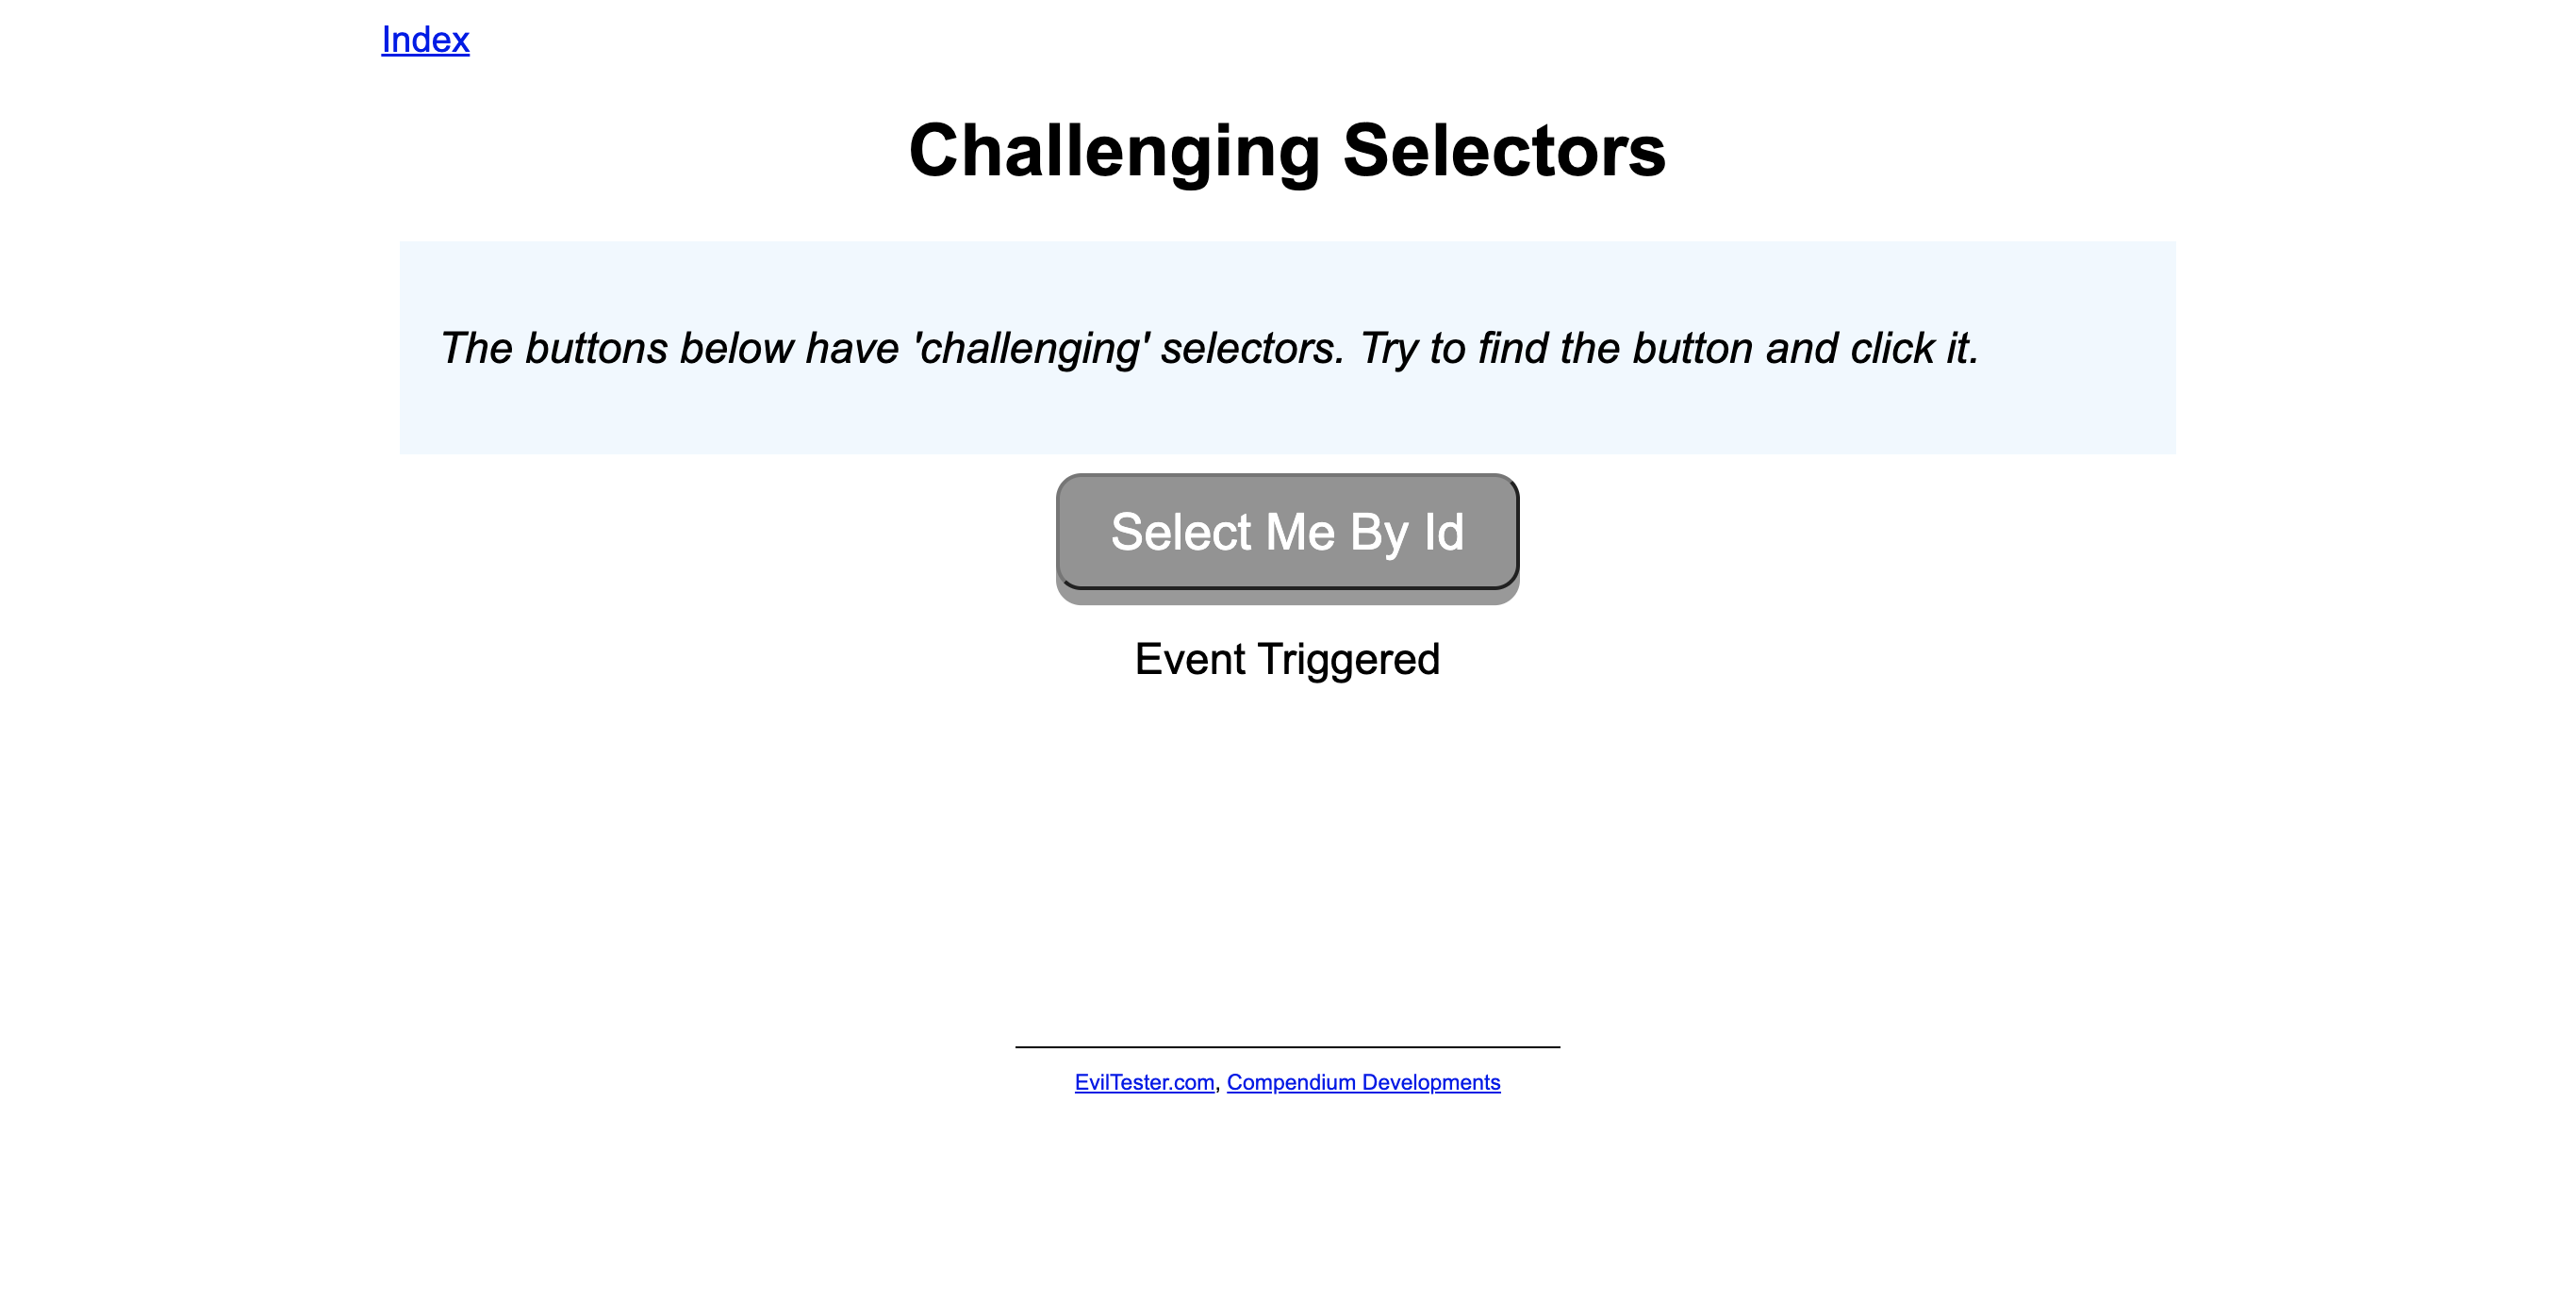 Index
Challenging Selectors
The buttons below have 'challenging' selectors. Try to find the button and click it.
Select Me By Id
Event Triggered
EvilTester.com, Compendium Developments